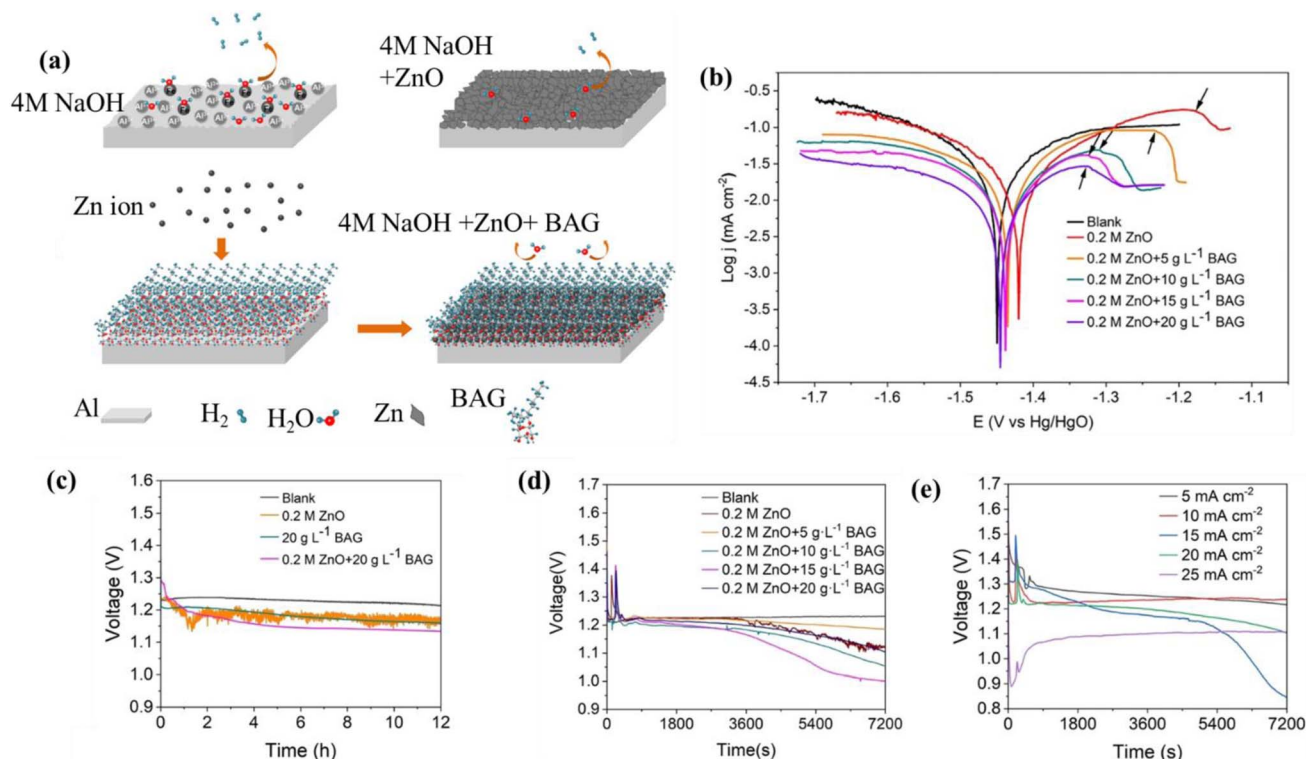 (a)
4M NaOH
Al³⁺
4M NaOH
+ZnO
Zn ion
4M NaOH +ZnO+ BAG
Al
H₂
H₂O
Zn
BAG
(b)
-0.5
-1.0
-1.5
-2.0
-2.5
-3.0
-3.5
-4.0
-4.5
Log j (mA cm⁻²)
Blank
0.2 M ZnO
0.2 M ZnO+5 g L⁻¹ BAG
0.2 M ZnO+10 g L⁻¹ BAG
0.2 M ZnO+15 g L⁻¹ BAG
0.2 M ZnO+20 g L⁻¹ BAG
-1.7 -1.6 -1.5 -1.4 -1.3 -1.2 -1.1
E (V vs Hg/HgO)
(c)
1.6
1.5
1.4
1.3
1.2
1.1
1.0
0.9
Voltage (V)
Blank
0.2 M ZnO
20 g L⁻¹ BAG
0.2 M ZnO+20 g L⁻¹ BAG
0 2 4 6 8 10 12
Time (h)
(d)
1.7
1.6
1.5
1.4
1.3
1.2
1.1
1.0
0.9
Voltage(V)
Blank
0.2 M ZnO
0.2 M ZnO+5 g·L⁻¹ BAG
0.2 M ZnO+10 g·L⁻¹ BAG
0.2 M ZnO+15 g·L⁻¹ BAG
0.2 M ZnO+20 g·L⁻¹ BAG
0 1800 3600 5400 7200
Time(s)
(e)
1.7
1.6
1.5
1.4
1.3
1.2
1.1
1.0
0.9
0.8
Voltage (V)
5 mA cm⁻²
10 mA cm⁻²
15 mA cm⁻²
20 mA cm⁻²
25 mA cm⁻²
0 1800 3600 5400 7200
Time (s)